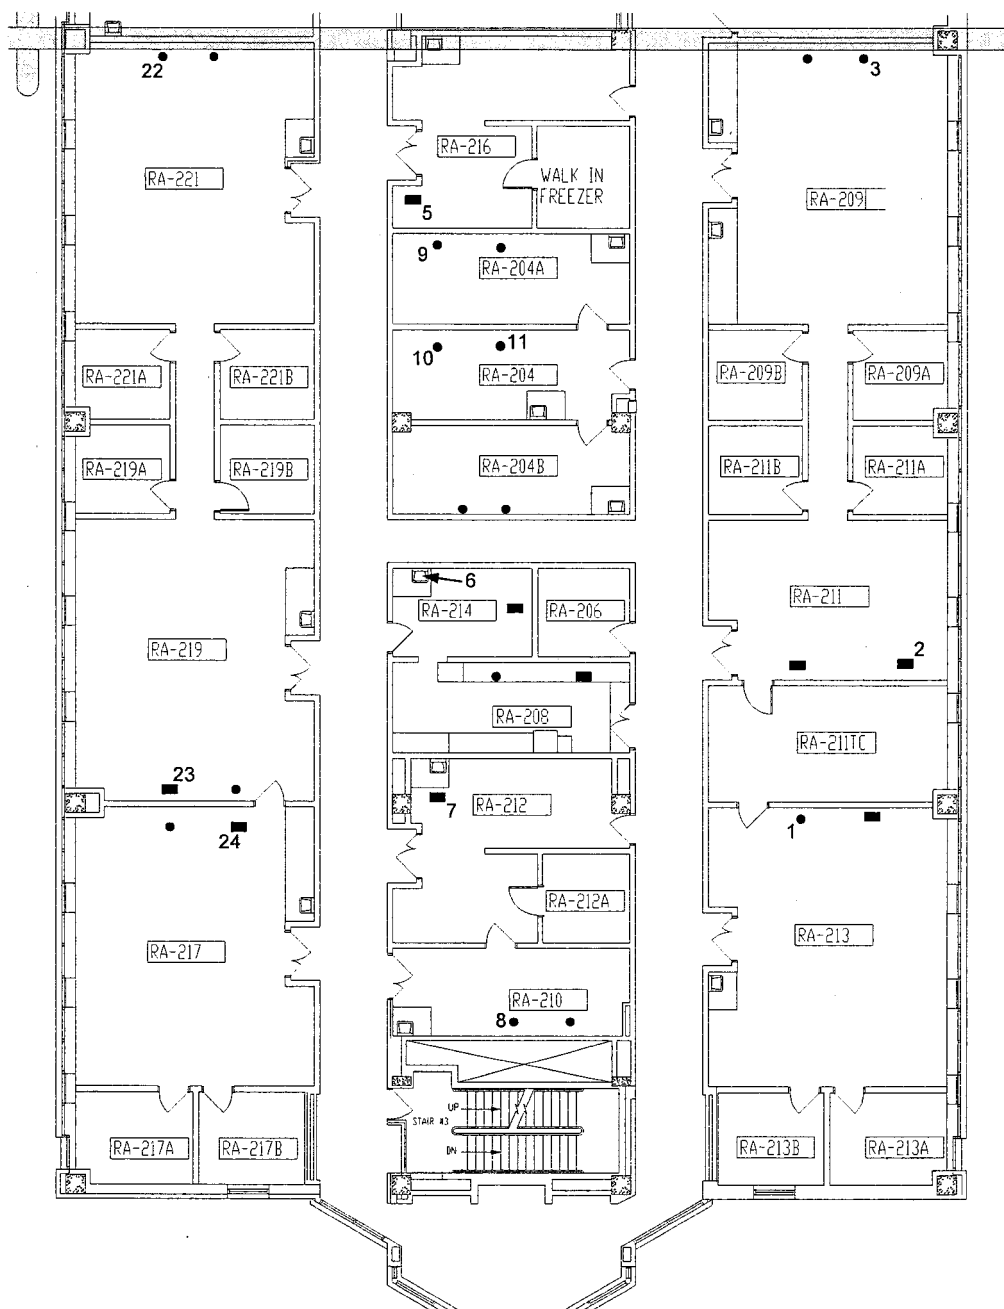 22
3
RA-216
RA-221
WALK IN
FREEZER
RA-209
5
9
RA-204A
10
11
RA-221A
RA-221B
RA-204
RA-209B
RA-209A
RA-219A
RA-219B
RA-204B
RA-211B
RA-211A
6
RA-214
RA-206
RA-211
RA-219
2
RA-208
RA-211TC
23
RA-212
7
24
1
RA-212A
RA-217
RA-213
RA-210
8
UP
STAIR #3
DN
RA-217A
RA-217B
RA-213B
RA-213A